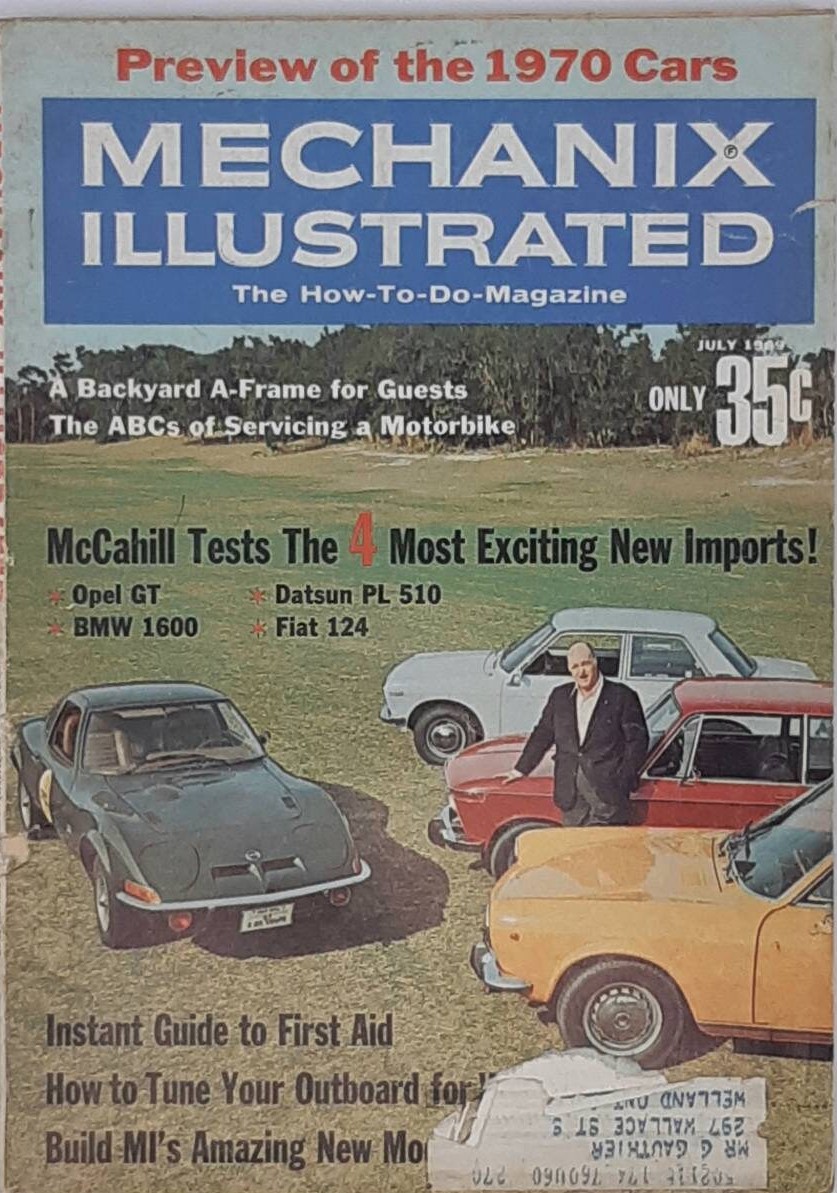 Preview of the 1970 Cars
MECHANIX
ILLUSTRATED
The How-To-Do-Magazine
JULY 1969
A Backyard A-Frame for Guests
The ABCs of Servicing a Motorbike
ONLY 35¢
McCahill Tests The 4 Most Exciting New Imports!
* Opel GT
* Datsun PL 510
* BMW 1600
* Fiat 124
Instant Guide to First Aid
How to Tune Your Outboard for
Build MI's Amazing New
MR G GAUTHIER
297 WALLACE ST S
WELLAND ONT